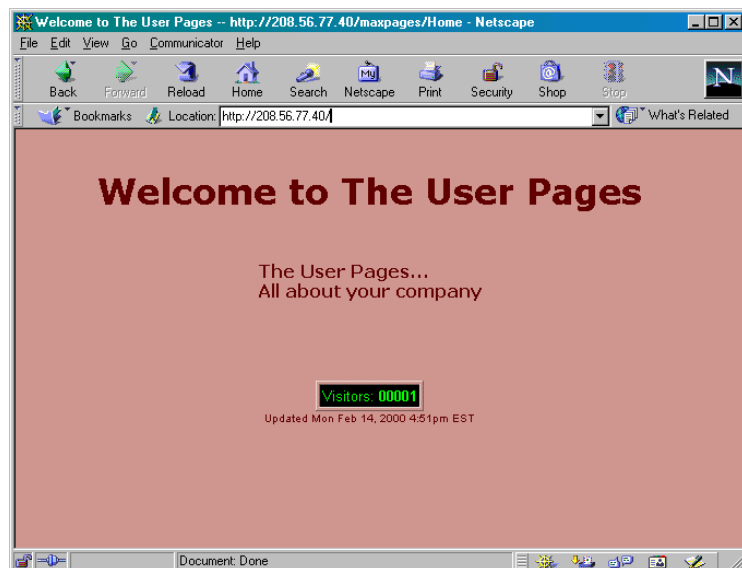 Welcome to The User Pages -- http://208.56.77.40/maxpages/Home - Netscape
File Edit View Go Communicator Help
Back Forward Reload Home Search Netscape Print Security Shop Stop
My
N
Bookmarks Location: http://208.56.77.40/ What's Related
Welcome to The User Pages
The User Pages...
All about your company
Visitors: 00001
Updated Mon Feb 14, 2000 4:51pm EST
Document: Done